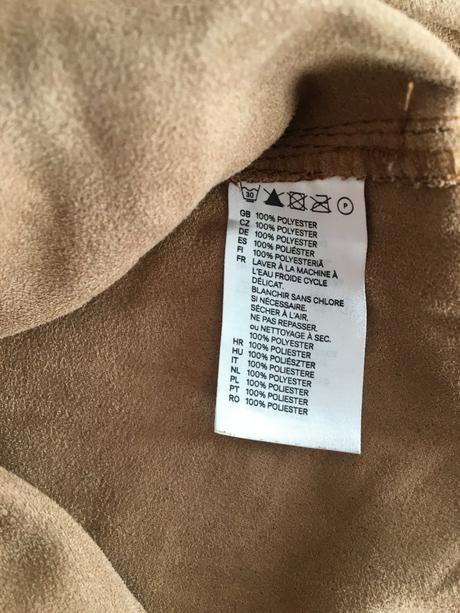 30 P
GB 100% POLYESTER
CZ 100% POLYESTER
DE 100% POLYESTER
ES 100% POLIÉSTER
FI 100% POLYESTERIÄ
FR LAVER À LA MACHINE À
L'EAU FROIDE CYCLE
DÉLICAT.
BLANCHIR SANS CHLORE
SI NÉCESSAIRE.
SÉCHER À L'AIR.
NE PAS REPASSER.
ou NETTOYAGE À SEC.
100% POLYESTER
HR 100% POLIESTER
HU 100% POLIÉSZTER
IT 100% POLIESTERE
NL 100% POLYESTER
PL 100% POLIESTER
PT 100% POLIESTER
RO 100% POLIESTER